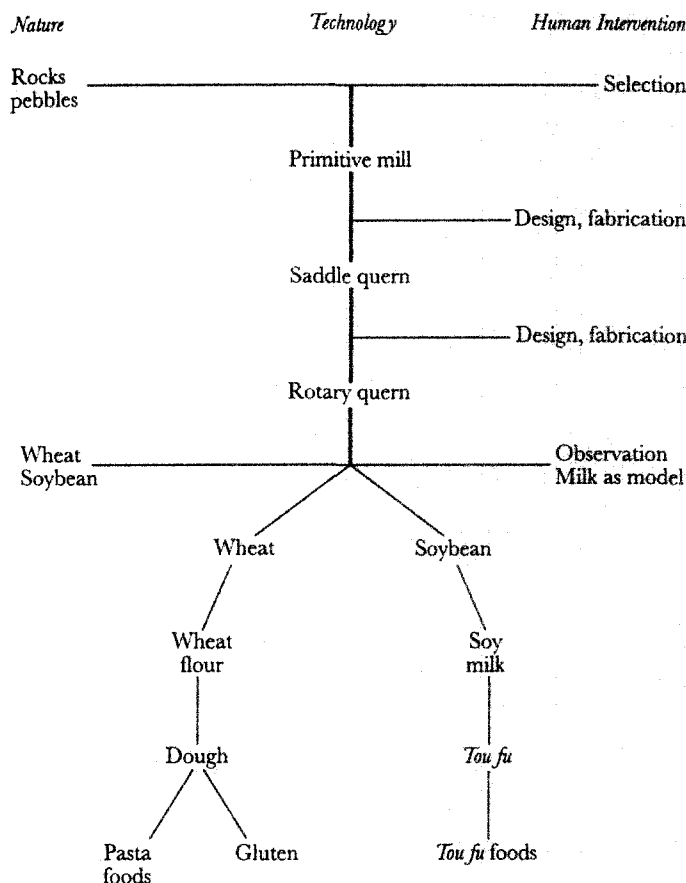 Nature Technology Human Intervention
Rocks
pebbles
Selection
Primitive mill
Design, fabrication
Saddle quern
Design, fabrication
Rotary quern
Wheat
Soybean
Observation
Milk as model
Wheat
Soybean
Wheat
flour
Soy
milk
Dough
Tou fu
Pasta
foods
Gluten
Tou fu foods